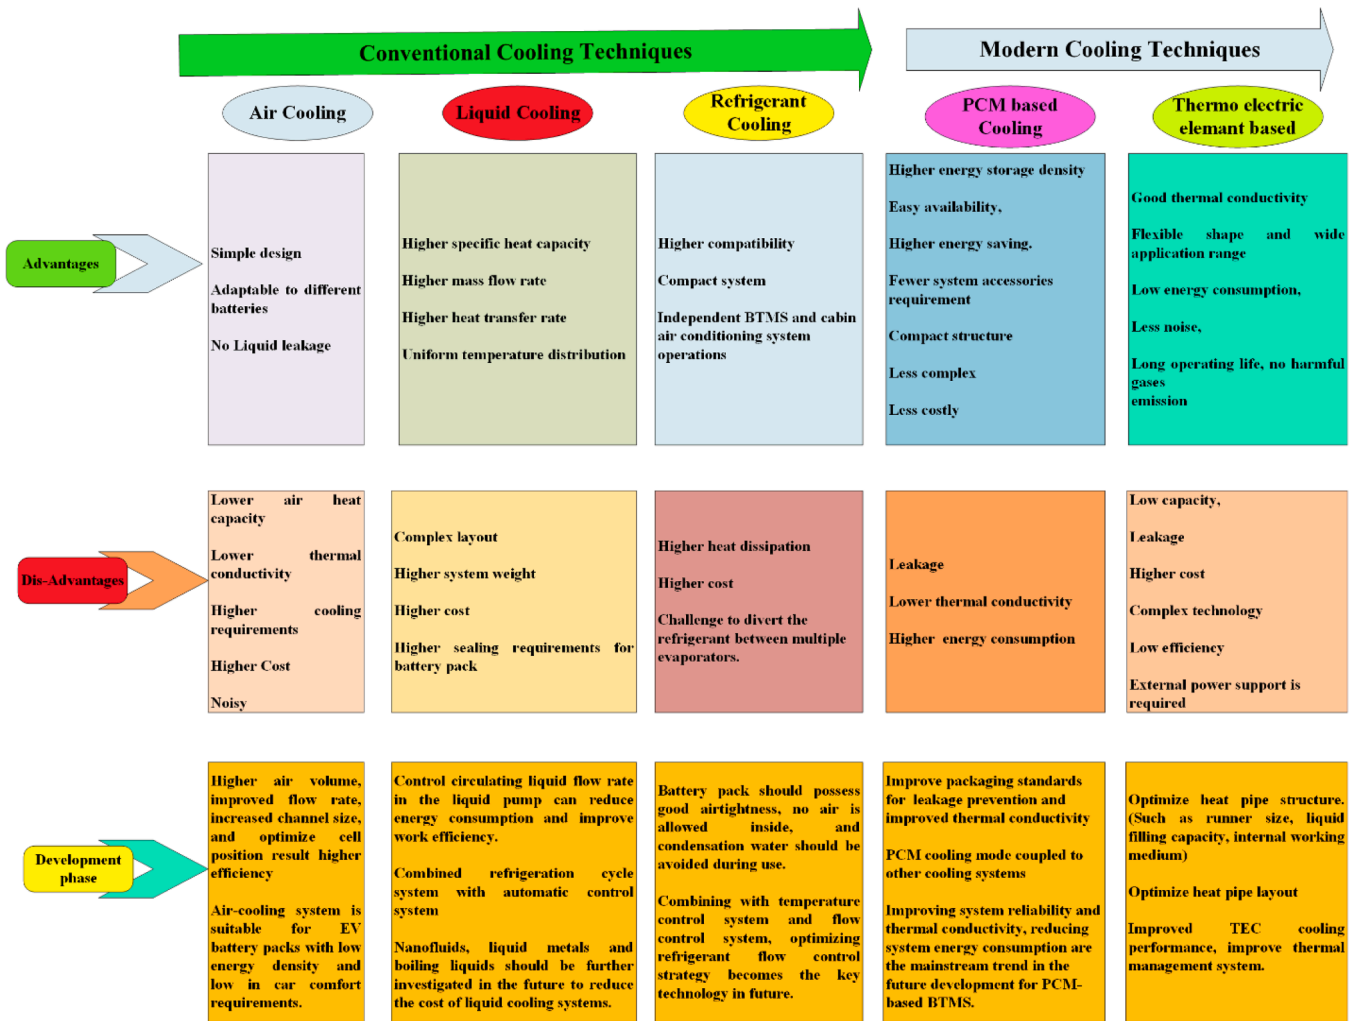 Conventional Cooling Techniques
Modern Cooling Techniques
Air Cooling
Liquid Cooling
Refrigerant
Cooling
PCM based
Cooling
Thermo electric
elemant based
Advantages
Simple design
Adaptable to different
batteries
No Liquid leakage
Higher specific heat capacity
Higher mass flow rate
Higher heat transfer rate
Uniform temperature distribution
Higher compatibility
Compact system
Independent BTMS and cabin
air conditioning system
operations
Higher energy storage density
Easy availability,
Higher energy saving.
Fewer system accessories
requirement
Compact structure
Less complex
Less costly
Good thermal conductivity
Flexible shape and wide
application range
Low energy consumption,
Less noise,
Long operating life, no harmful
gases
emission
Dis-Advantages
Lower air heat
capacity
Lower thermal
conductivity
Higher cooling
requirements
Higher Cost
Noisy
Complex layout
Higher system weight
Higher cost
Higher sealing requirements for
battery pack
Higher heat dissipation
Higher cost
Challenge to divert the
refrigerant between multiple
evaporators.
Leakage
Lower thermal conductivity
Higher energy consumption
Low capacity,
Leakage
Higher cost
Complex technology
Low efficiency
External power support is
required
Development
phase
Higher air volume,
improved flow rate,
increased channel size,
and optimize cell
position result higher
efficiency
Air-cooling system is
suitable for EV
battery packs with low
energy density and
low in car comfort
requirements.
Control circulating liquid flow rate
in the liquid pump can reduce
energy consumption and improve
work efficiency.
Combined refrigeration cycle
system with automatic control
system
Nanofluids, liquid metals and
boiling liquids should be further
investigated in the future to reduce
the cost of liquid cooling systems.
Battery pack should possess
good airtightness, no air is
allowed inside, and
condensation water should be
avoided during use.
Combining with temperature
control system and flow
control system, optimizing
refrigerant flow control
strategy becomes the key
technology in future.
Improve packaging standards
for leakage prevention and
improved thermal conductivity
PCM cooling mode coupled to
other cooling systems
Improving system reliability and
thermal conductivity, reducing
system energy consumption are
the mainstream trend in the
future development for PCM-
based BTMS.
Optimize heat pipe structure.
(Such as runner size, liquid
filling capacity, internal working
medium)
Optimize heat pipe layout
Improved TEC cooling
performance, improve thermal
management system.